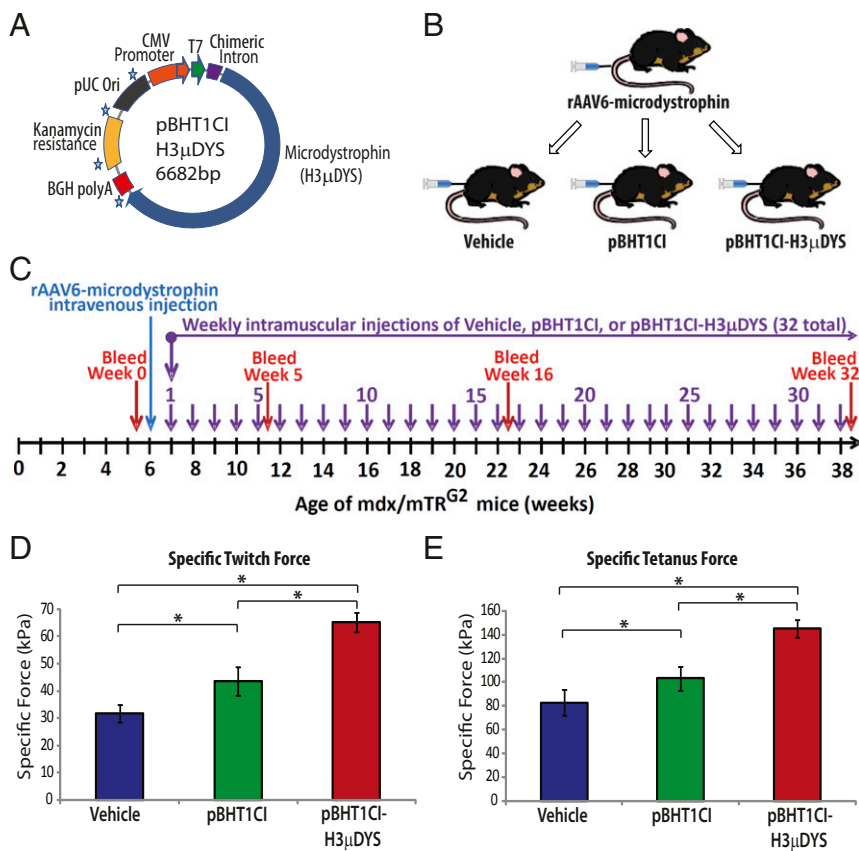 A
CMV
Promoter
T7
Chimeric
Intron
pUC Ori
Kanamycin
resistance
BGH polyA
pBHT1CI
H3μDYS
6682bp
Microdystrophin
(H3μDYS)
B
rAAV6-microdystrophin
Vehicle
pBHT1CI
pBHT1CI-H3μDYS
C
rAAV6-microdystrophin
intravenous injection
Weekly intramuscular injections of Vehicle, pBHT1CI, or pBHT1CI-H3μDYS (32 total)
Bleed
Week 0
Bleed
Week 5
Bleed
Week 16
Bleed
Week 32
1 5 10 15 20 25 30
0 2 4 6 8 10 12 14 16 18 20 22 24 26 28 30 32 34 36 38
Age of mdx/mTRG2 mice (weeks)
D
Specific Twitch Force
* * *
Specific Force (kPa)
70
60
50
40
30
20
10
0
Vehicle
pBHT1CI
pBHT1CI-
H3μDYS
E
Specific Tetanus Force
* * *
Specific Force (kPa)
160
140
120
100
80
60
40
20
0
Vehicle
pBHT1CI
pBHT1CI-
H3μDYS